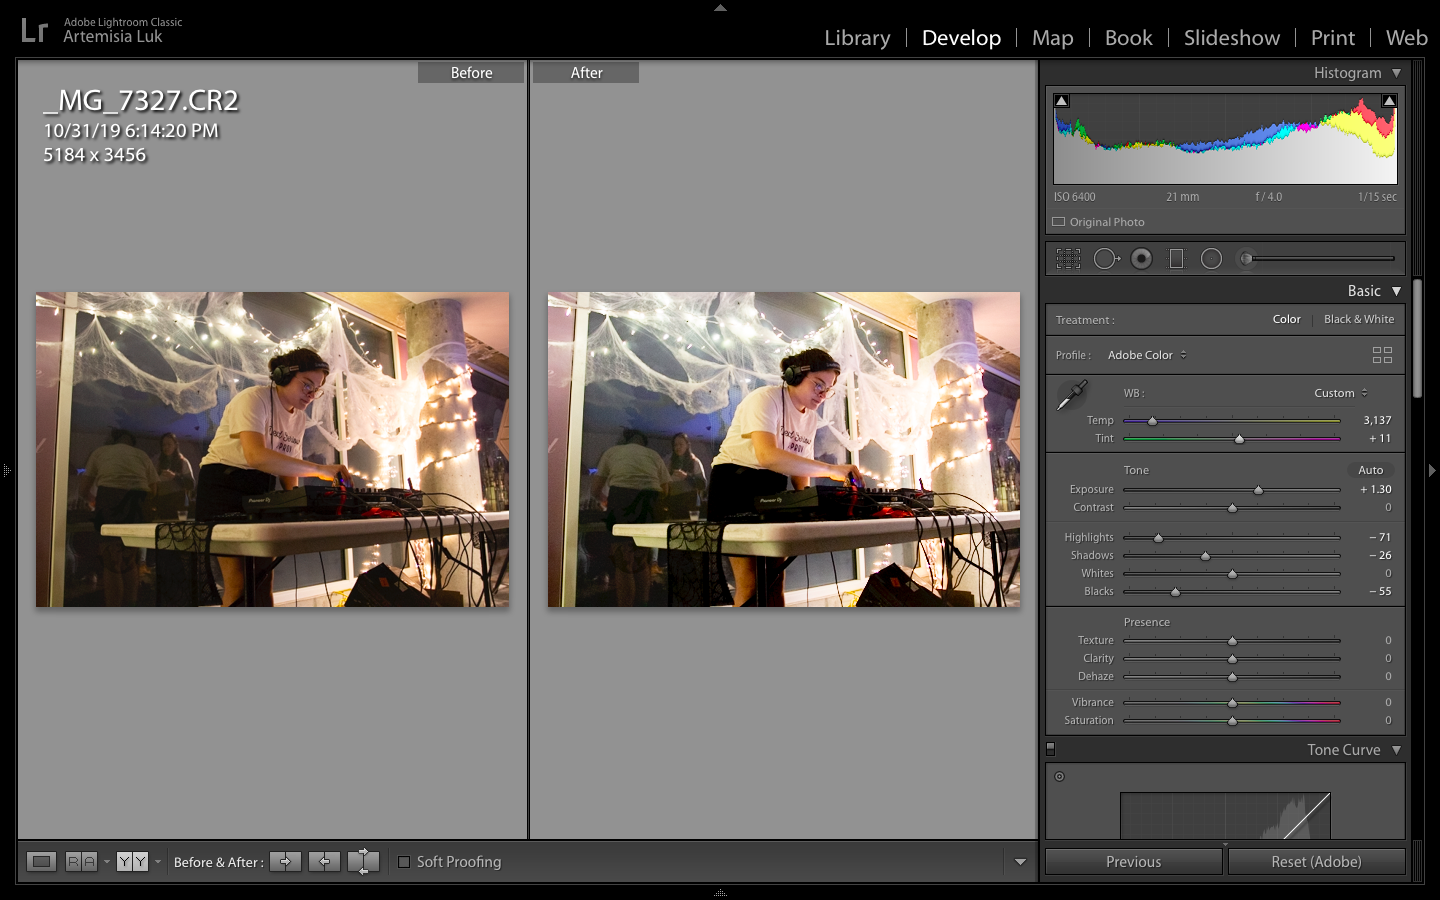 Lr
Adobe Lightroom Classic
Artemisia Luk
Library | Develop | Map | Book | Slideshow | Print | Web
Before
After
_MG_7327.CR2
10/31/19 6:14:20 PM
5184 x 3456
Pioneer DJ
Pioneer DJ
Histogram
ISO 6400 21 mm f / 4.0 1/15 sec
Original Photo
Basic
Treatment : Color | Black & White
Profile : Adobe Color
WB : Custom
Temp 3,137
Tint + 11
Tone Auto
Exposure + 1.30
Contrast 0
Highlights − 71
Shadows − 26
Whites 0
Blacks − 55
Presence
Texture 0
Clarity 0
Dehaze 0
Vibrance 0
Saturation 0
Tone Curve
R A
Y Y
Before & After :
Soft Proofing
Previous
Reset (Adobe)